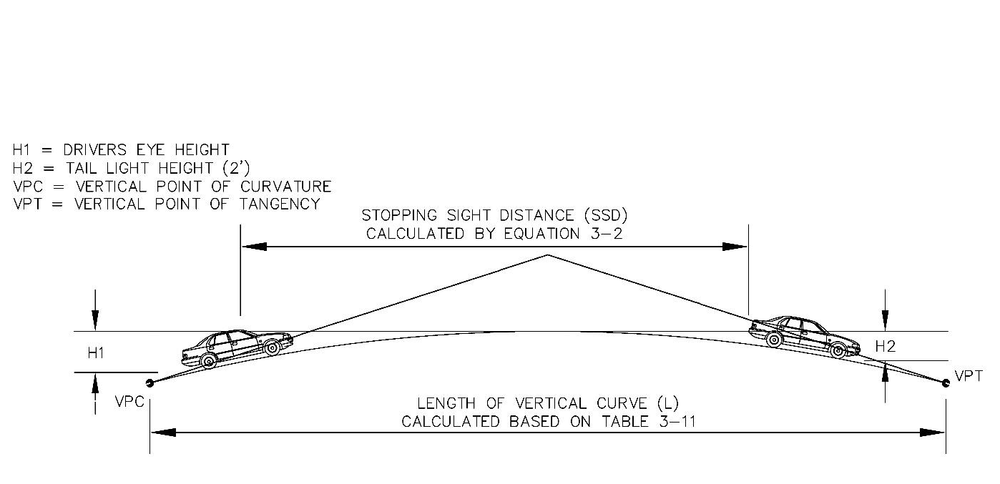 H1 = DRIVERS EYE HEIGHT
H2 = TAIL LIGHT HEIGHT (2')
VPC = VERTICAL POINT OF CURVATURE
VPT = VERTICAL POINT OF TANGENCY
STOPPING SIGHT DISTANCE (SSD)
CALCULATED BY EQUATION 3-2
H1
H2
VPC
VPT
LENGTH OF VERTICAL CURVE (L)
CALCULATED BASED ON TABLE 3-11